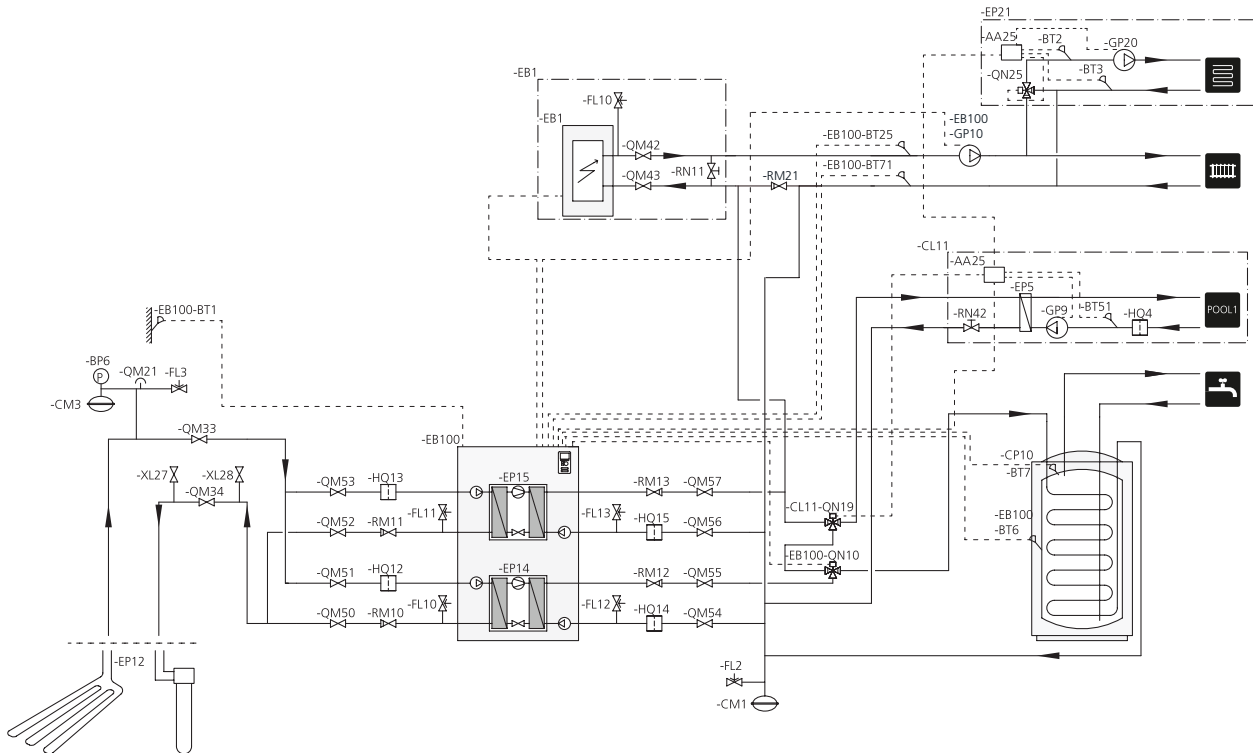 -EP21
-AA25
-BT2
-GP20
-BT3
-QN25
-EB1
-FL10
-EB1
-QM42
-QM43
-RN11
-RM21
-EB100-BT25
-EB100-BT71
-EB100
-GP10
-CL11
-AA25
-EP5
-GP9
-BT51
-HQ4
-RN42
POOL1
-EB100-BT1
-BP6
P
-QM21
-FL3
-CM3
-QM33
-XL27
-XL28
-QM34
-EB100
-EP15
-QM53
-HQ13
-RM13
-QM57
-QM52
-RM11
-FL11
-FL13
-HQ15
-QM56
-CL11-QN19
-EB100-QN10
-QM51
-HQ12
-EP14
-RM12
-QM55
-QM50
-RM10
-FL10
-FL12
-HQ14
-QM54
-CP10
-BT7
-EB100
-BT6
-EP12
-FL2
-CM1